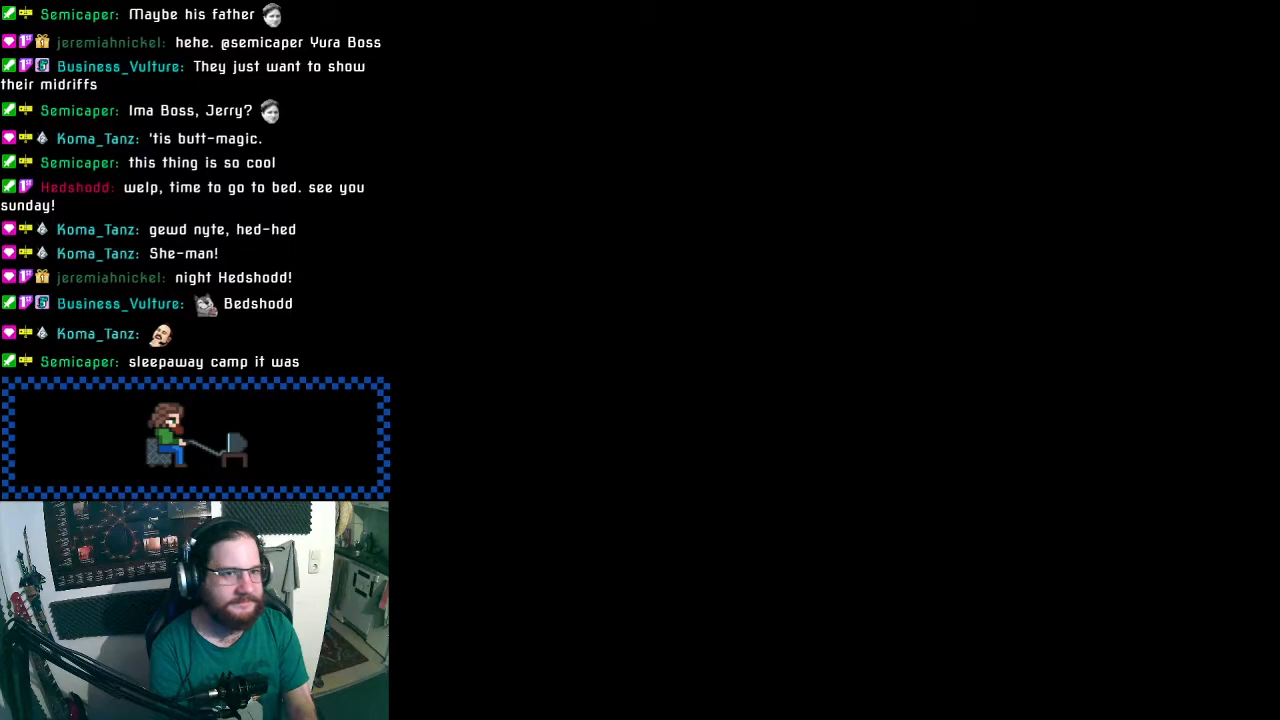 Semicaper: Maybe his father
jeremiahnickel: hehe. @semicaper Yura Boss
Business_Vulture: They just want to show
their midriffs
Semicaper: Ima Boss, Jerry?
Koma_Tanz: 'tis butt-magic.
Semicaper: this thing is so cool
Hedshodd: welp, time to go to bed. see you
sunday!
Koma_Tanz: gewd nyte, hed-hed
Koma_Tanz: She-man!
jeremiahnickel: night Hedshodd!
Business_Vulture: Bedshodd
Koma_Tanz:
Semicaper: sleepaway camp it was